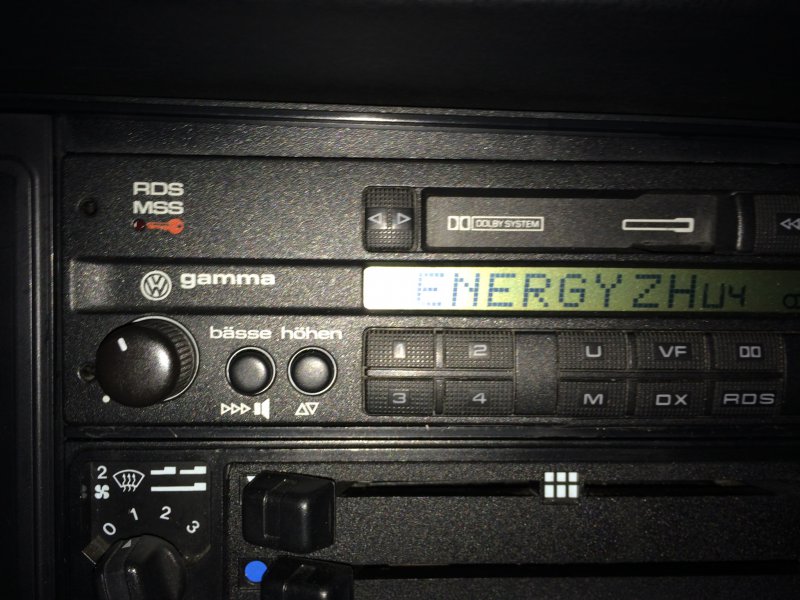 RDS
MSS
DOLBY SYSTEM
gamma
ENERGYZH U4
bässe höhen
1 2 U VF
3 4 M DX RDS
2
0 1 2 3